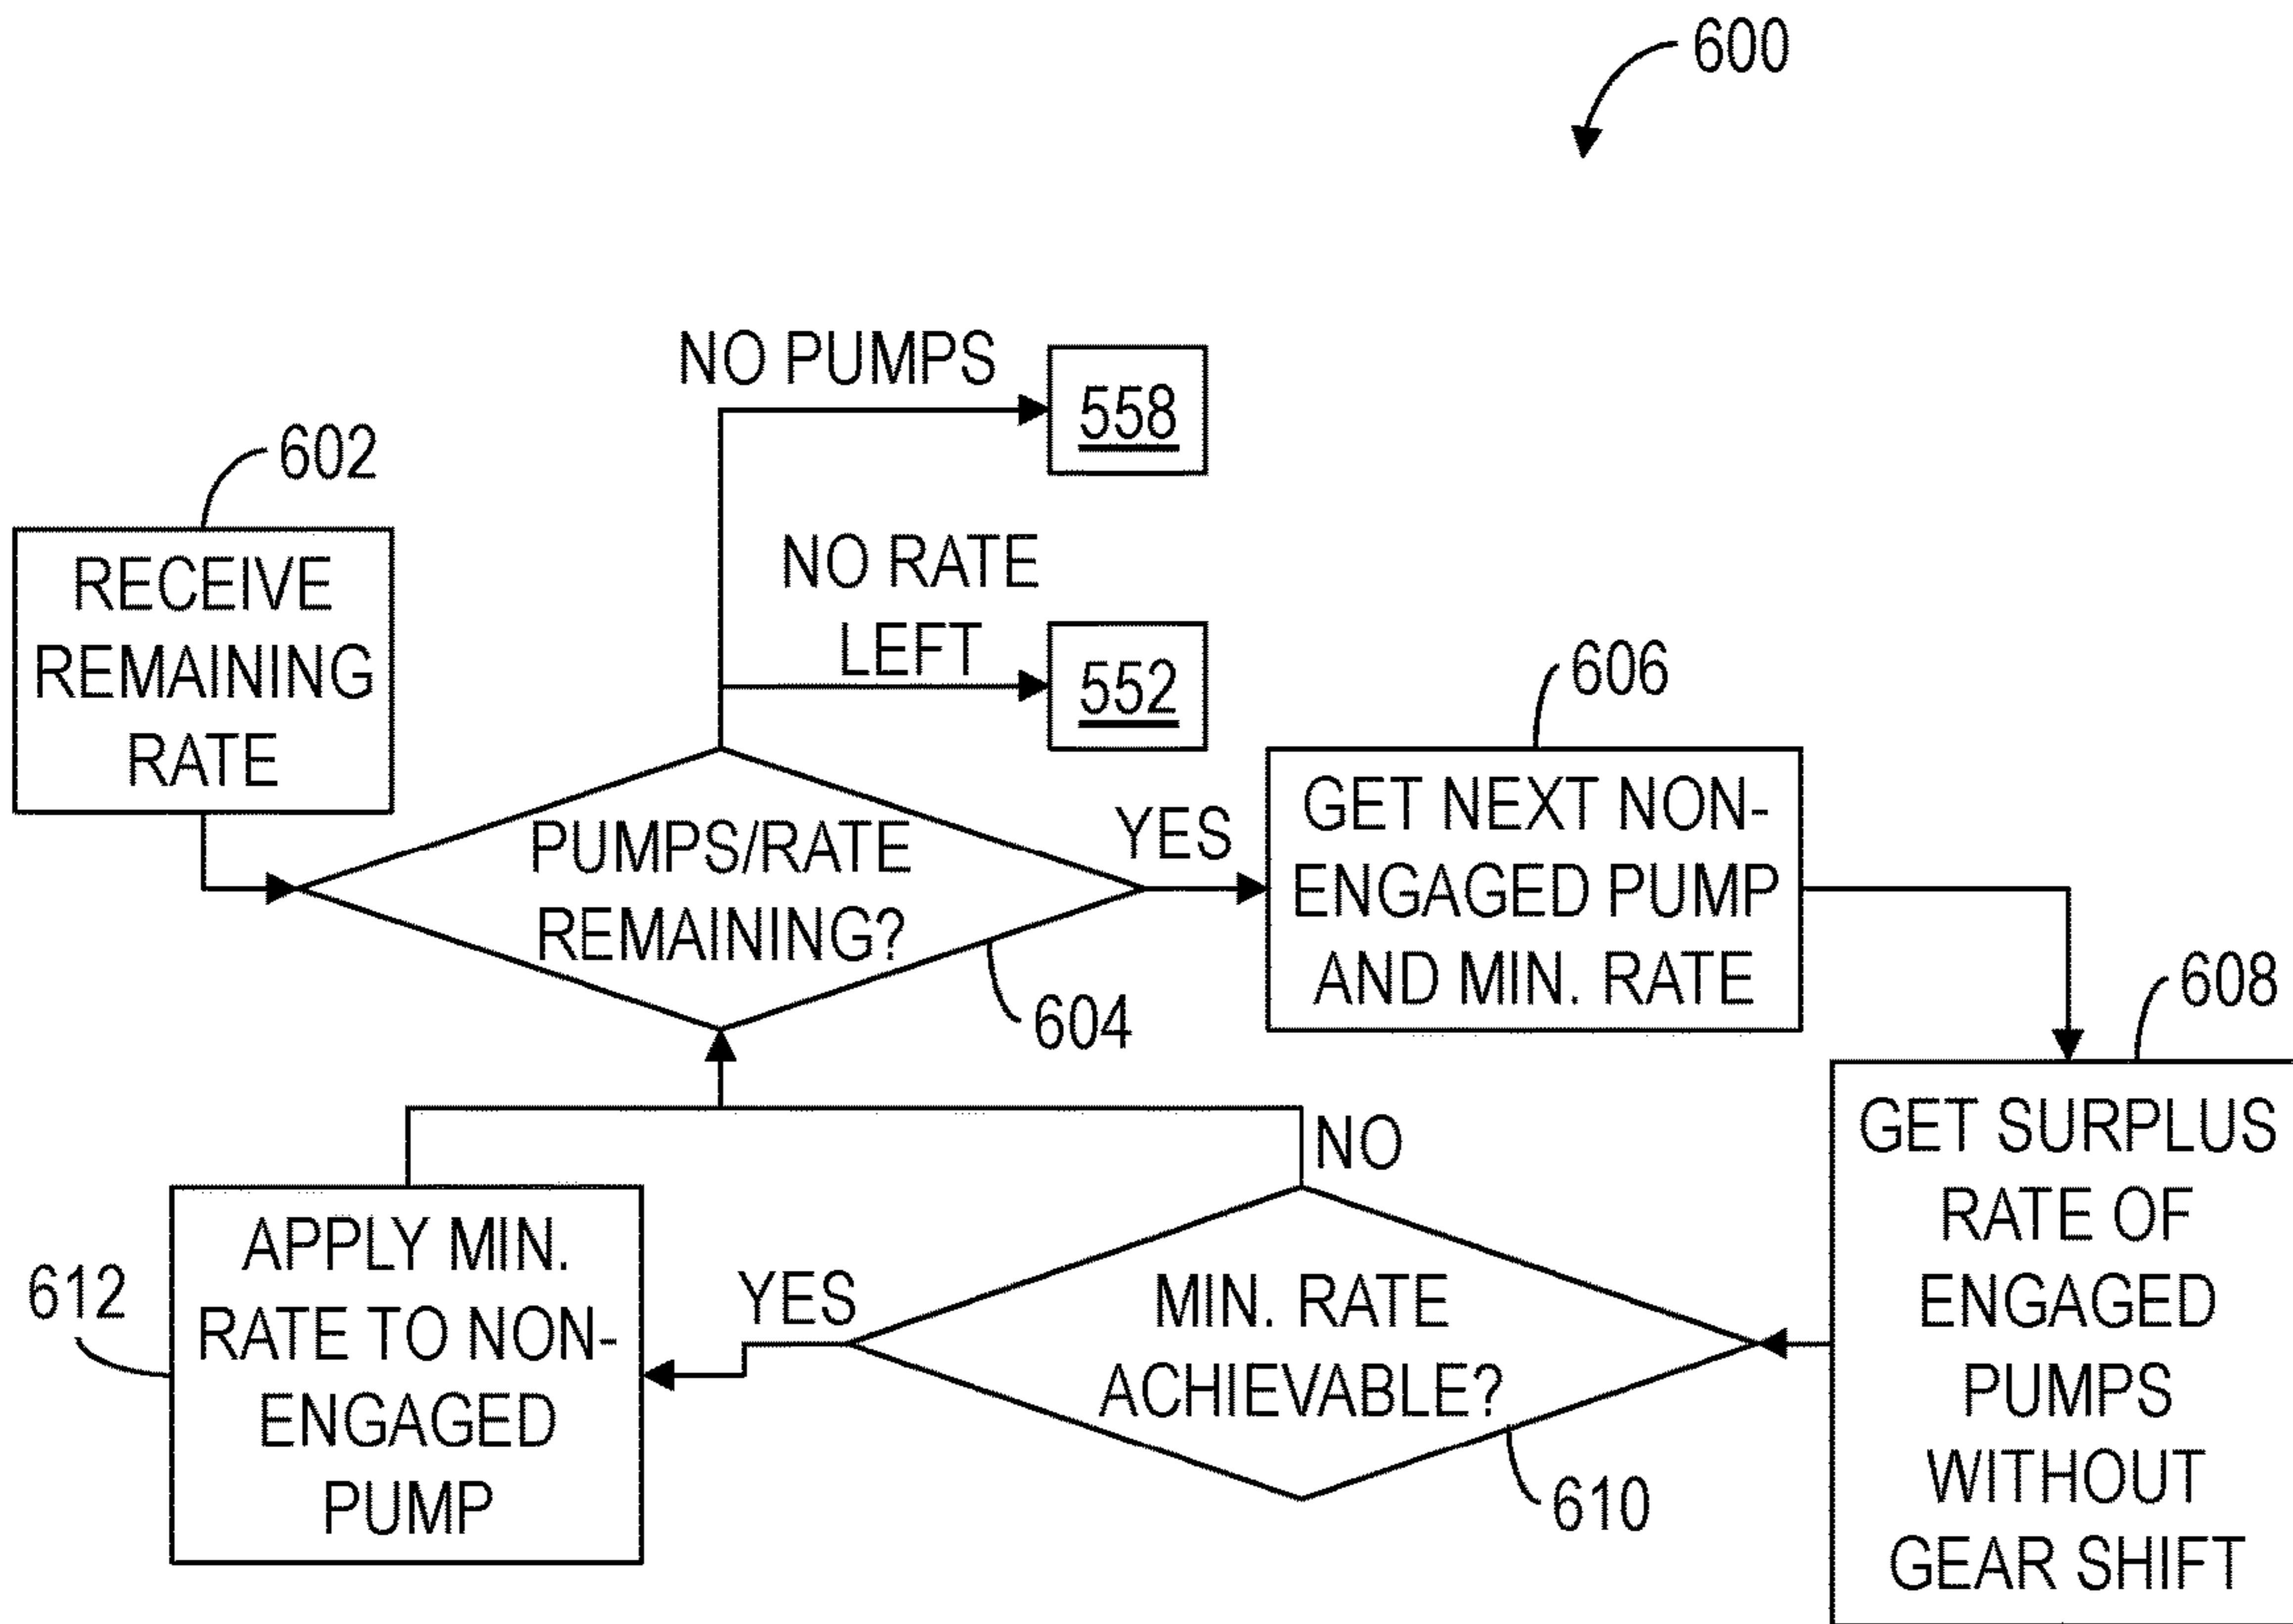 600
NO PUMPS
558
602
NO RATE
LEFT
552
RECEIVE
REMAINING
RATE
606
PUMPS/RATE
REMAINING?
YES
604
GET NEXT NON-
ENGAGED PUMP
AND MIN. RATE
608
GET SURPLUS
RATE OF
ENGAGED
PUMPS
WITHOUT
GEAR SHIFT
NO
MIN. RATE
ACHIEVABLE?
610
YES
612
APPLY MIN.
RATE TO NON-
ENGAGED
PUMP